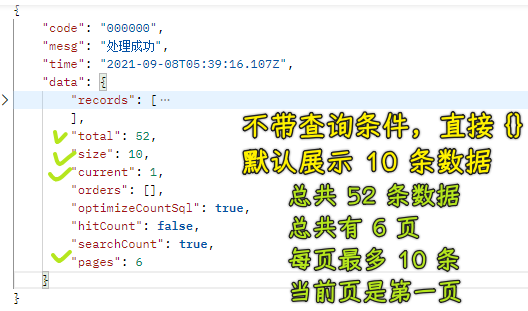 {
"code": "000000",
"mesg": "处理成功",
"time": "2021-09-08T05:39:16.107Z",
"data": {
"records": [ ···
],
"total": 52,
"size": 10,
"current": 1,
"orders": [],
"optimizeCountSql": true,
"hitCount": false,
"searchCount": true,
"pages": 6
}
}
不带查询条件，直接 {}
默认展示 10 条数据
总共 52 条数据
总共有 6 页
每页最多 10 条
当前页是第一页